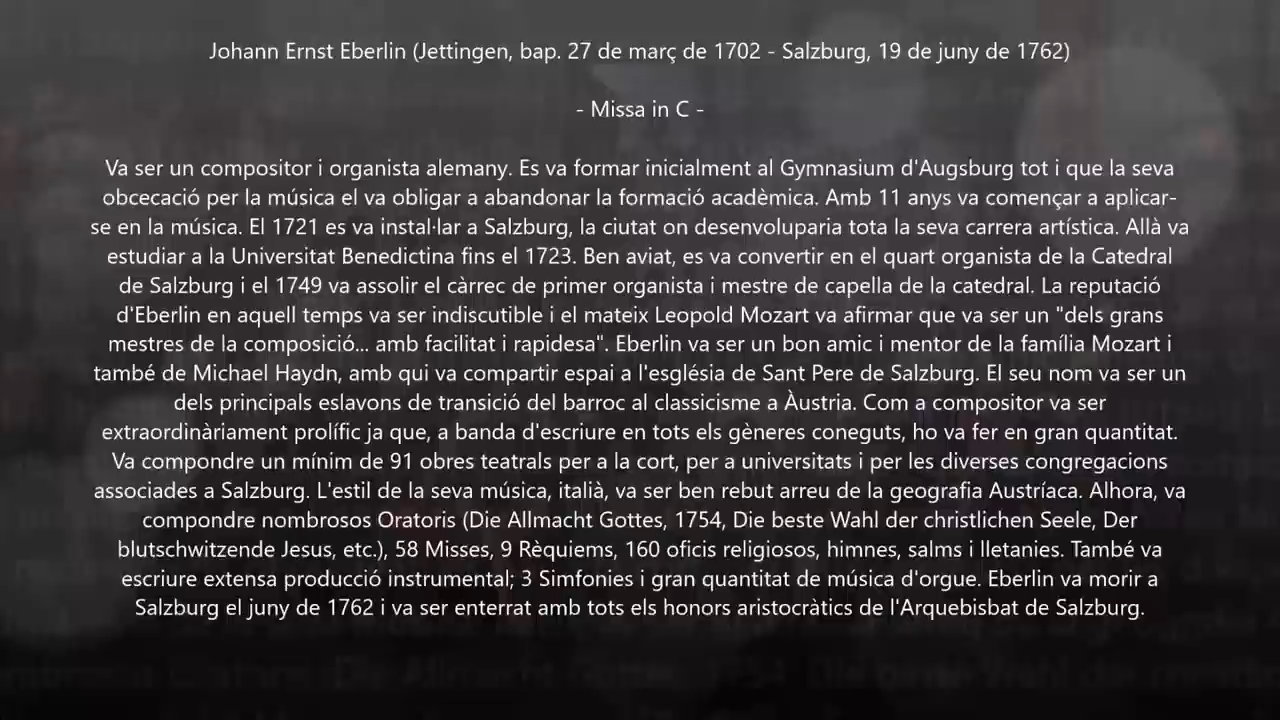 Johann Ernst Eberlin (Jettingen, bap. 27 de març de 1702 - Salzburg, 19 de juny de 1762)
- Missa in C -
Va ser un compositor i organista alemany. Es va formar inicialment al Gymnasium d'Augsburg tot i que la seva
obcecació per la música el va obligar a abandonar la formació acadèmica. Amb 11 anys va començar a aplicar-
se en la música. El 1721 es va instal·lar a Salzburg, la ciutat on desenvoluparia tota la seva carrera artística. Allà va
estudiar a la Universitat Benedictina fins el 1723. Ben aviat, es va convertir en el quart organista de la Catedral
de Salzburg i el 1749 va assolir el càrrec de primer organista i mestre de capella de la catedral. La reputació
d'Eberlin en aquell temps va ser indiscutible i el mateix Leopold Mozart va afirmar que va ser un "dels grans
mestres de la composició... amb facilitat i rapidesa". Eberlin va ser un bon amic i mentor de la família Mozart i
també de Michael Haydn, amb qui va compartir espai a l'església de Sant Pere de Salzburg. El seu nom va ser un
dels principals eslavons de transició del barroc al classicisme a Àustria. Com a compositor va ser
extraordinàriament prolífic ja que, a banda d'escriure en tots els gèneres coneguts, ho va fer en gran quantitat.
Va compondre un mínim de 91 obres teatrals per a la cort, per a universitats i per les diverses congregacions
associades a Salzburg. L'estil de la seva música, italià, va ser ben rebut arreu de la geografia Austríaca. Alhora, va
compondre nombrosos Oratoris (Die Allmacht Gottes, 1754, Die beste Wahl der christlichen Seele, Der
blutschwitzende Jesus, etc.), 58 Misses, 9 Rèquiems, 160 oficis religiosos, himnes, salms i lletanies. També va
escriure extensa producció instrumental; 3 Simfonies i gran quantitat de música d'orgue. Eberlin va morir a
Salzburg el juny de 1762 i va ser enterrat amb tots els honors aristocràtics de l'Arquebisbat de Salzburg.